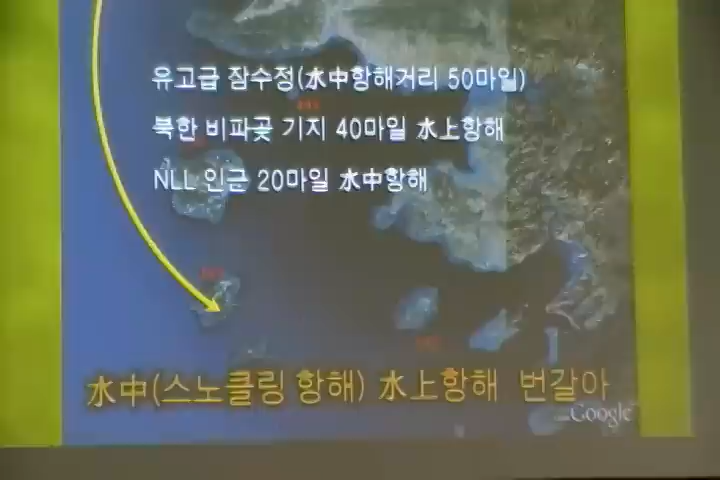 유고급 잠수정(水中항해거리 50마일)
북한 비파곶 기지 40마일 水上항해
NLL 인근 20마일 水中항해
水中(스노클링 항해) 水上항해 번갈아
Google